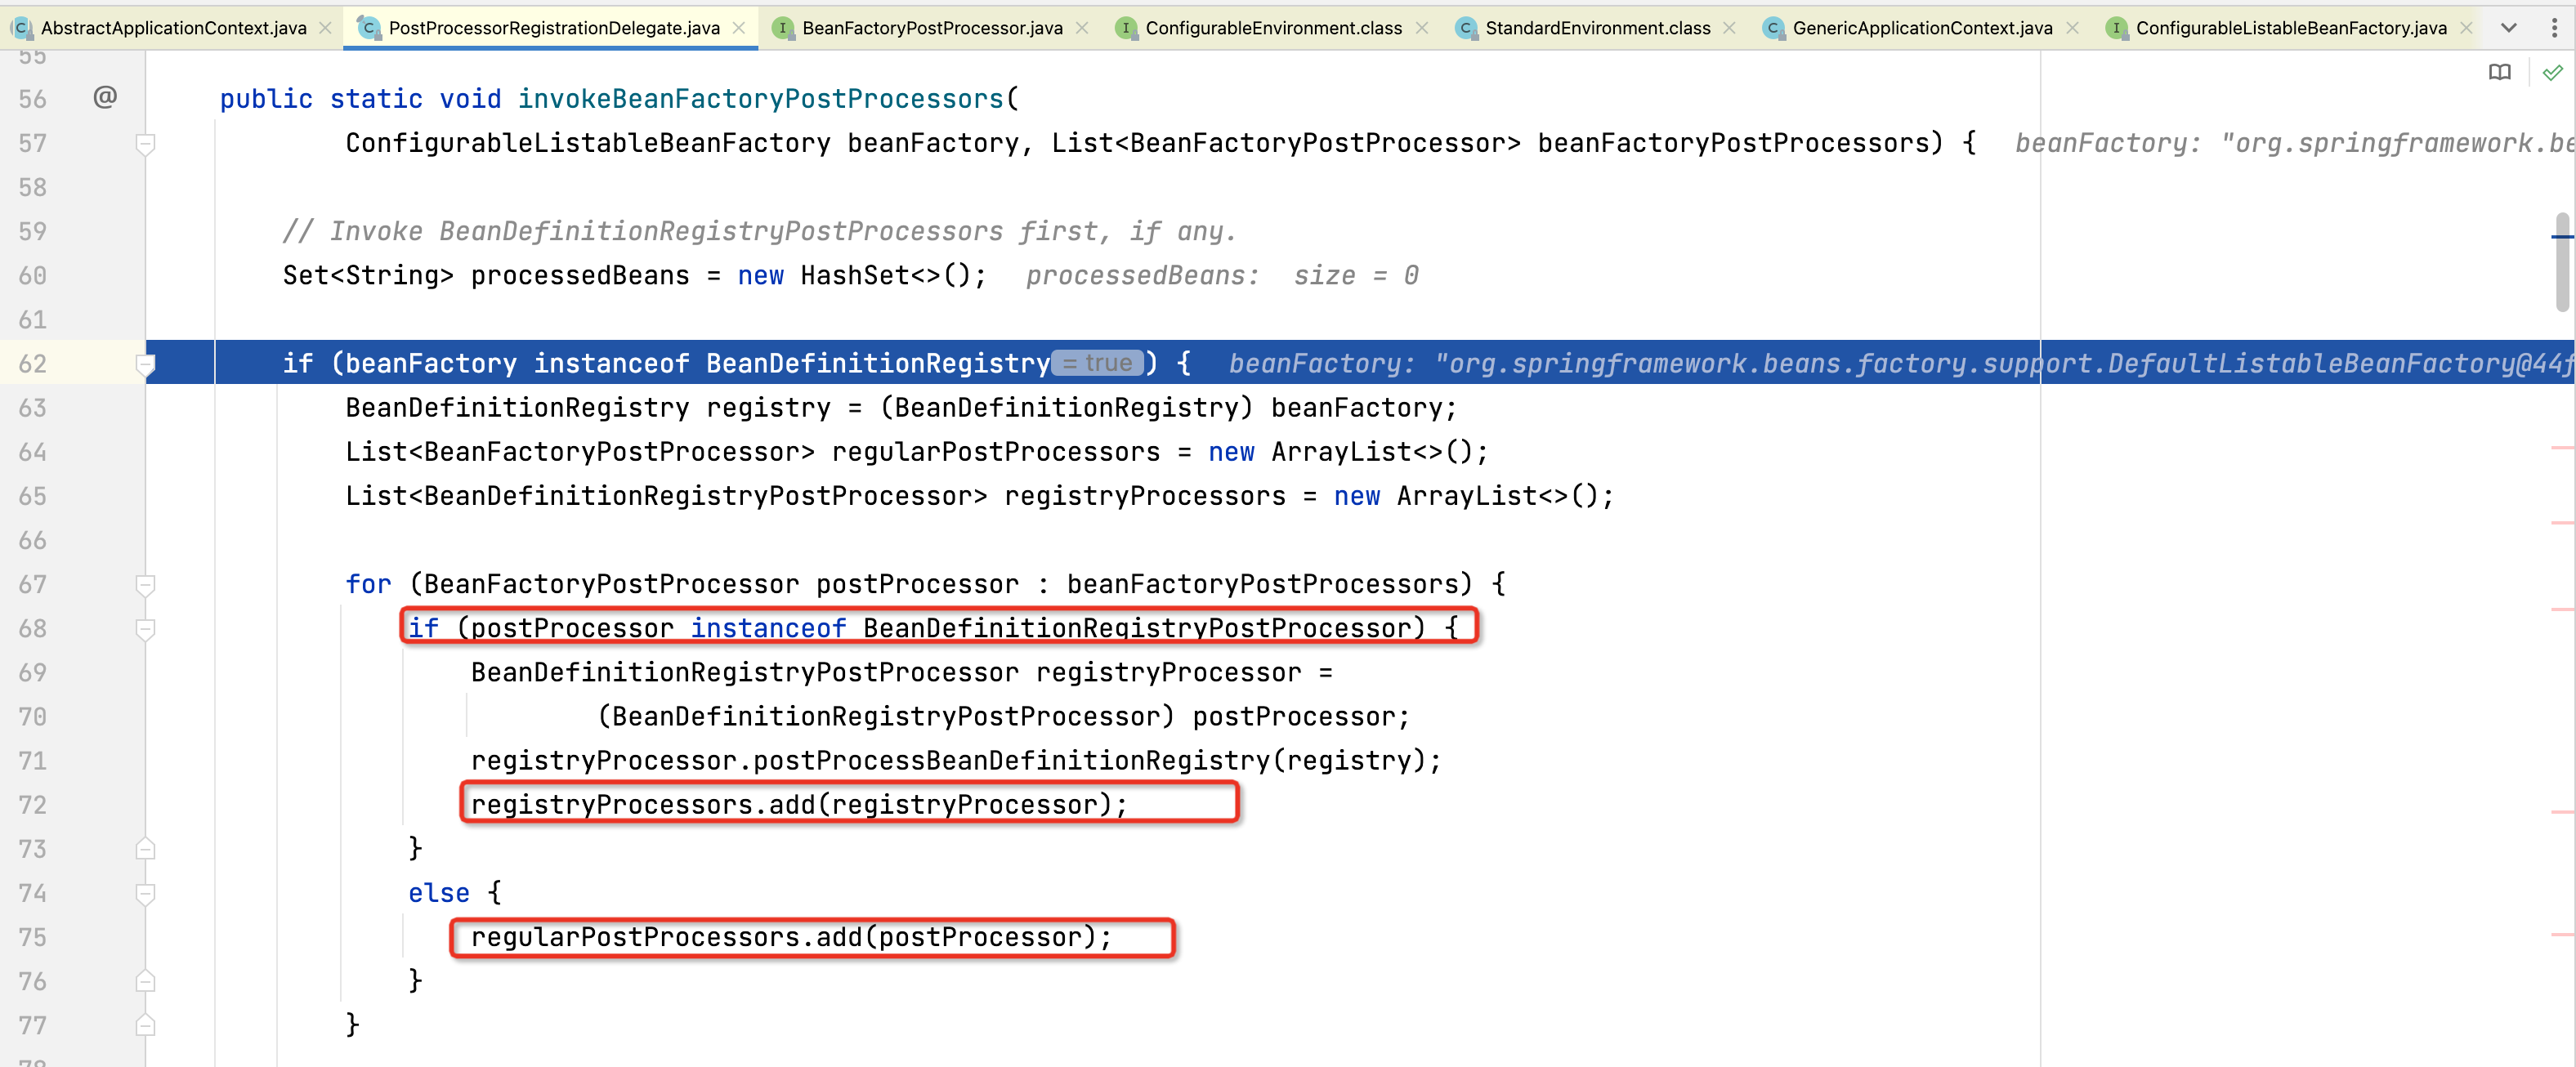 AbstractApplicationContext.java PostProcessorRegistrationDelegate.java BeanFactoryPostProcessor.java ConfigurableEnvironment.class StandardEnvironment.class GenericApplicationContext.java ConfigurableListableBeanFactory.java
55
56 @ public static void invokeBeanFactoryPostProcessors(
57 ConfigurableListableBeanFactory beanFactory, List<BeanFactoryPostProcessor> beanFactoryPostProcessors) { beanFactory: "org.springframework.be
58
59 // Invoke BeanDefinitionRegistryPostProcessors first, if any.
60 Set<String> processedBeans = new HashSet<>(); processedBeans: size = 0
61
62 if (beanFactory instanceof BeanDefinitionRegistry = true ) { beanFactory: "org.springframework.beans.factory.support.DefaultListableBeanFactory@44f
63 BeanDefinitionRegistry registry = (BeanDefinitionRegistry) beanFactory;
64 List<BeanFactoryPostProcessor> regularPostProcessors = new ArrayList<>();
65 List<BeanDefinitionRegistryPostProcessor> registryProcessors = new ArrayList<>();
66
67 for (BeanFactoryPostProcessor postProcessor : beanFactoryPostProcessors) {
68 if (postProcessor instanceof BeanDefinitionRegistryPostProcessor) {
69 BeanDefinitionRegistryPostProcessor registryProcessor =
70 (BeanDefinitionRegistryPostProcessor) postProcessor;
71 registryProcessor.postProcessBeanDefinitionRegistry(registry);
72 registryProcessors.add(registryProcessor);
73 }
74 else {
75 regularPostProcessors.add(postProcessor);
76 }
77 }